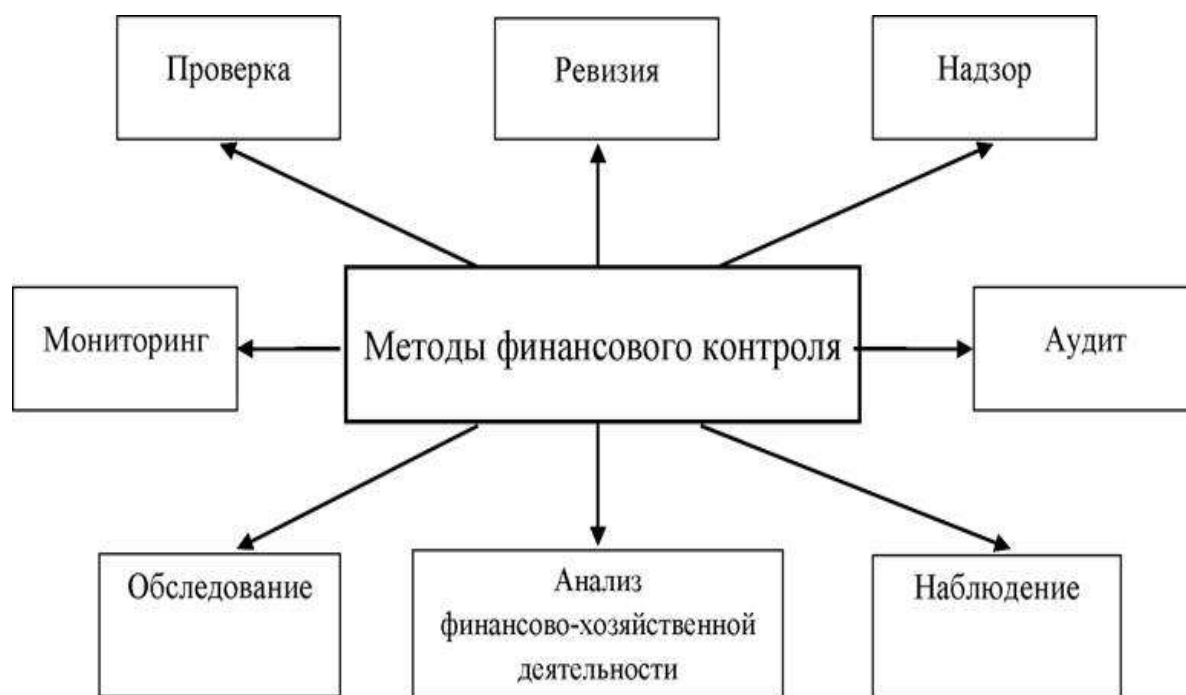 Проверка
Ревизия
Надзор
Мониторинг
Методы финансового контроля
Аудит
Обследование
Анализ
финансово-хозяйственной
деятельности
Наблюдение